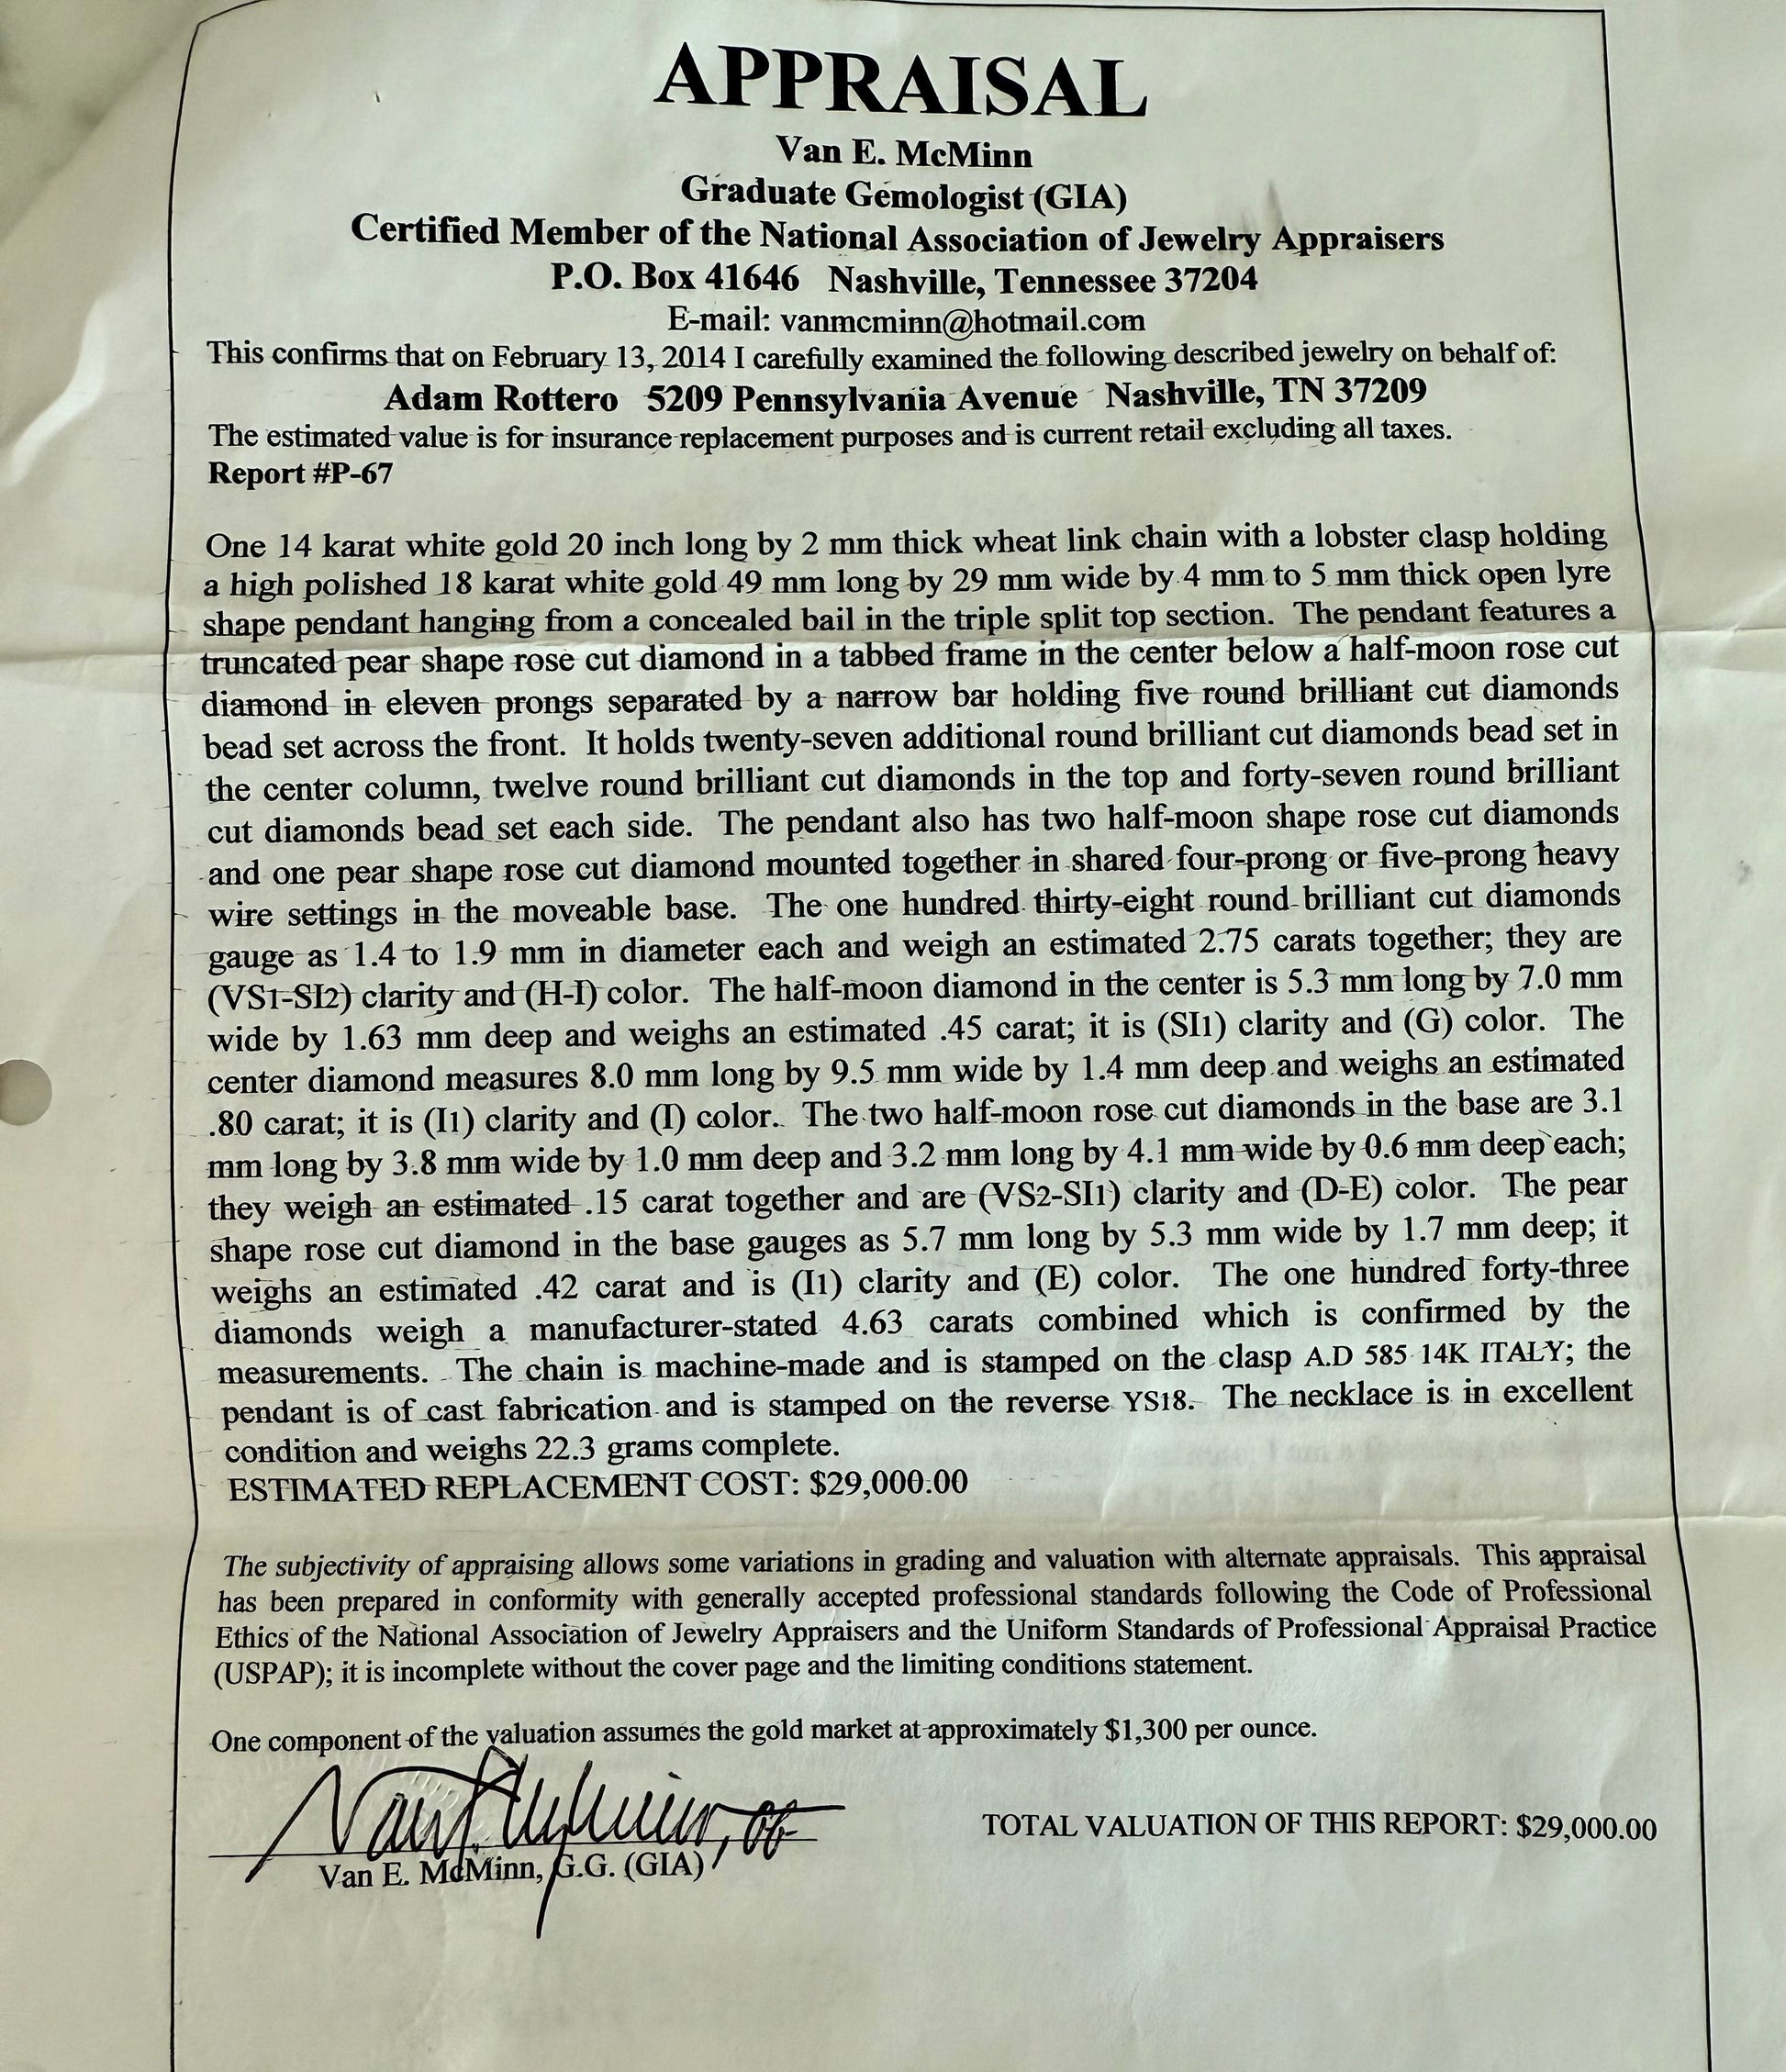 APPRAISAL
Van E. McMinn
Graduate Gemologist (GIA)
Certified Member of the National Association of Jewelry Appraisers
P.O. Box 41646 Nashville, Tennessee 37204
E-mail: vanmcminn@hotmail.com
This confirms that on February 13, 2014 I carefully examined the following described jewelry on behalf of:
Adam Rottero 5209 Pennsylvania Avenue Nashville, TN 37209
The estimated value is for insurance replacement purposes and is current retail excluding all taxes.
Report #P-67
One 14 karat white gold 20 inch long by 2 mm thick wheat link chain with a lobster clasp holding
a high polished 18 karat white gold 49 mm long by 29 mm wide by 4 mm to 5 mm thick open lyre
shape pendant hanging from a concealed bail in the triple split top section. The pendant features a
truncated pear shape rose cut diamond in a tabbed frame in the center below a half-moon rose cut
diamond in eleven prongs separated by a narrow bar holding five round brilliant cut diamonds
bead set across the front. It holds twenty-seven additional round brilliant cut diamonds bead set in
the center column, twelve round brilliant cut diamonds in the top and forty-seven round brilliant
cut diamonds bead set each side. The pendant also has two half-moon shape rose cut diamonds
and one pear shape rose cut diamond mounted together in shared four-prong or five-prong heavy
wire settings in the moveable base. The one hundred thirty-eight round brilliant cut diamonds
gauge as 1.4 to 1.9 mm in diameter each and weigh an estimated 2.75 carats together; they are
(VS1-SI2) clarity and (H-I) color. The half-moon diamond in the center is 5.3 mm long by 7.0 mm
wide by 1.63 mm deep and weighs an estimated .45 carat; it is (SI1) clarity and (G) color. The
center diamond measures 8.0 mm long by 9.5 mm wide by 1.4 mm deep and weighs an estimated
.80 carat; it is (I1) clarity and (I) color. The two half-moon rose cut diamonds in the base are 3.1
mm long by 3.8 mm wide by 1.0 mm deep and 3.2 mm long by 4.1 mm wide by 0.6 mm deep each;
they weigh an estimated .15 carat together and are (VS2-SI1) clarity and (D-E) color. The pear
shape rose cut diamond in the base gauges as 5.7 mm long by 5.3 mm wide by 1.7 mm deep; it
weighs an estimated .42 carat and is (I1) clarity and (E) color. The one hundred forty-three
diamonds weigh a manufacturer-stated 4.63 carats combined which is confirmed by the
measurements. The chain is machine-made and is stamped on the clasp A.D 585 14K ITALY; the
pendant is of cast fabrication and is stamped on the reverse YS18. The necklace is in excellent
condition and weighs 22.3 grams complete.
ESTIMATED REPLACEMENT COST: $29,000.00
The subjectivity of appraising allows some variations in grading and valuation with alternate appraisals. This appraisal
has been prepared in conformity with generally accepted professional standards following the Code of Professional
Ethics of the National Association of Jewelry Appraisers and the Uniform Standards of Professional Appraisal Practice
(USPAP); it is incomplete without the cover page and the limiting conditions statement.
One component of the valuation assumes the gold market at approximately $1,300 per ounce.
Van E. McMinn, GG
Van E. McMinn, G.G. (GIA)
TOTAL VALUATION OF THIS REPORT: $29,000.00